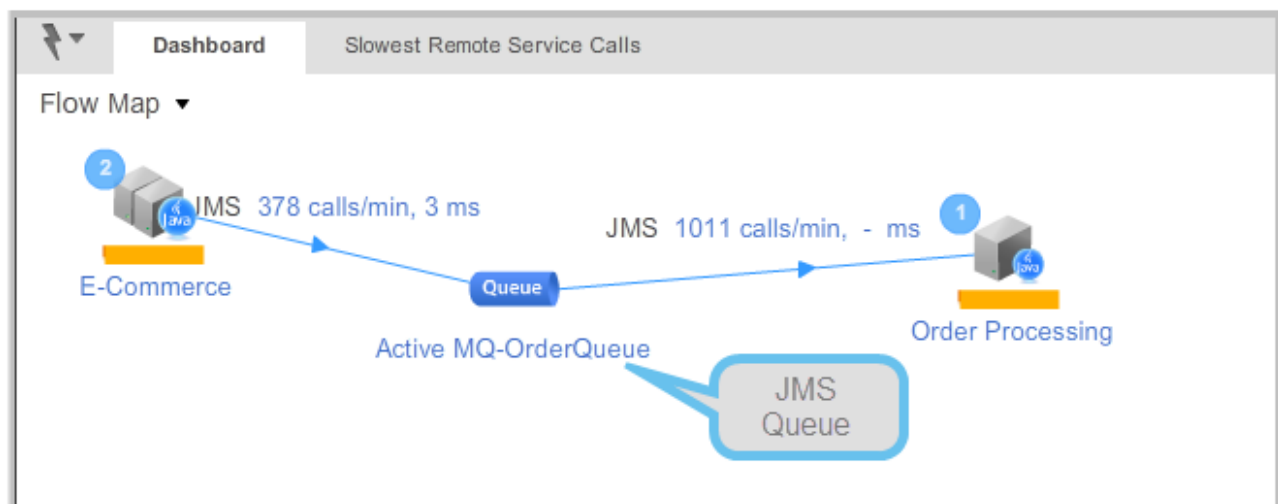 Dashboard
Slowest Remote Service Calls
Flow Map
2
Java
JMS 378 calls/min, 3 ms
E-Commerce
Queue
Active MQ-OrderQueue
JMS 1011 calls/min, - ms
1
Java
Order Processing
JMS
Queue